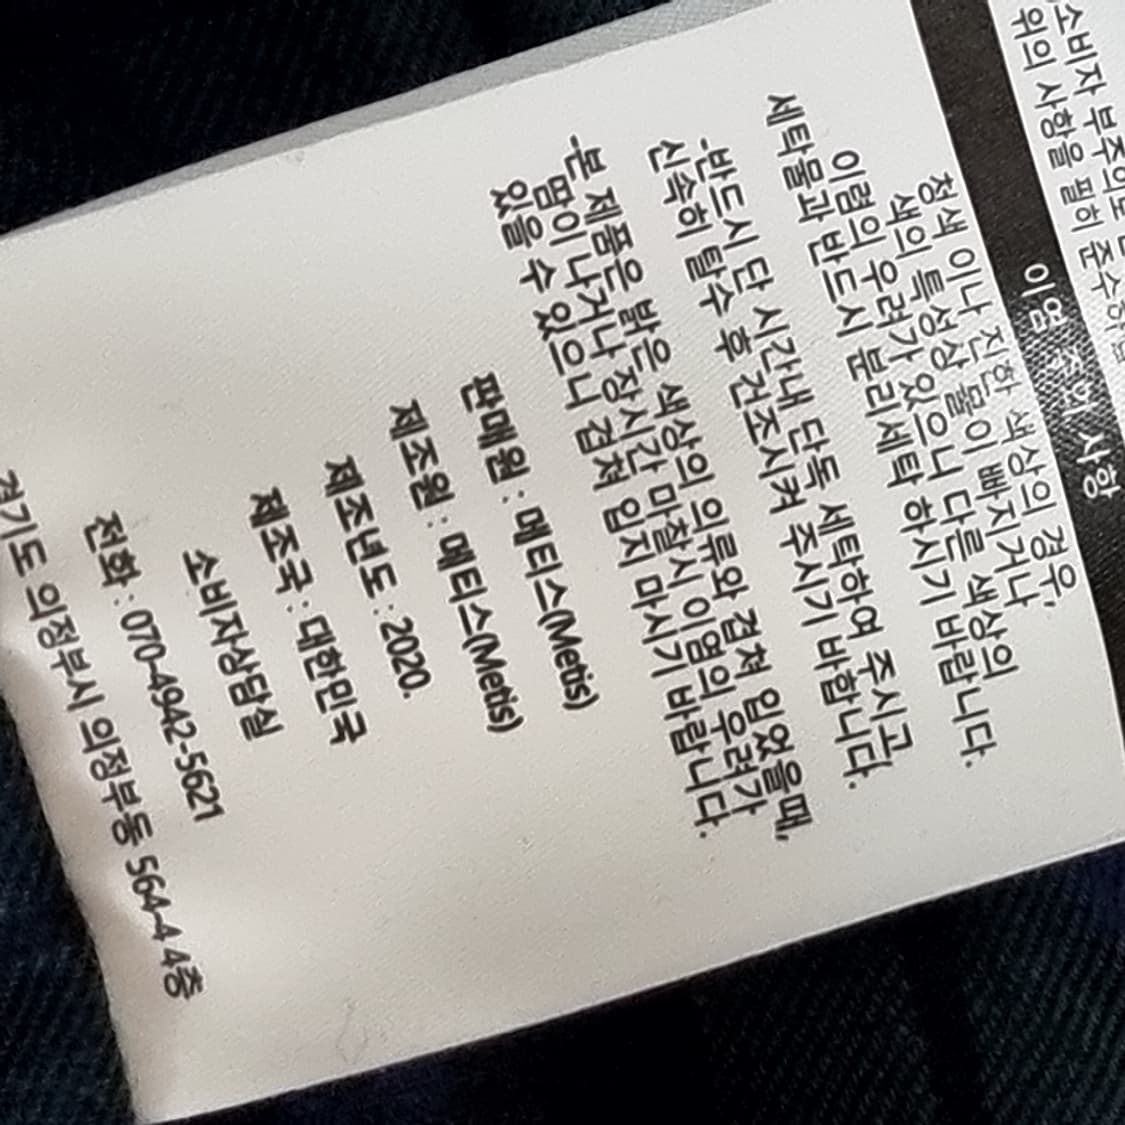 소비자 부주의로
위의 사항을 필히 준수하
이염 주의 사항
청색 이나 진한 색상의 경우,
색의 특성상 물이 빠지거나
이렴의 우려가 있으니 다른 색상의
세탁물과 반드시 분리세탁 하시기 바랍니다.
-반드시 단 시간내 단독 세탁하여 주시고
신속히 탈수 후 건조시켜 주시기 바랍니다.
-본 제품은 밝은 색상의 의류와 겹쳐 입었을때,
땀이 나거나 장시간 마찰시 이염의 우려가
있을 수 있으니 겹쳐 입지 마시기 바랍니다.
판매원 : 메티스(Metis)
제조원 : 메티스(Metis)
제조년도 : 2020.
제조국 : 대한민국
소비자상담실
전화 : 070-4942-5621
경기도 의정부시 의정부동 564-4 4층